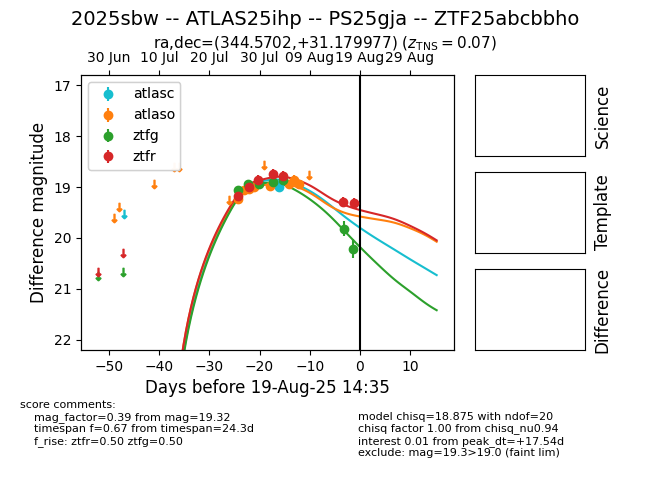 2025sbw -- ATLAS25ihp -- PS25gja -- ZTF25abcbbho
ra,dec=(344.5702,+31.179977) (z_TNS = 0.07)
30 Jun 10 Jul 20 Jul 30 Jul 09 Aug 19 Aug 29 Aug
atlasc
atlaso
ztfg
ztfr
17
18
19
20
21
22
Difference magnitude
−50 −40 −30 −20 −10 0 10
Days before 19-Aug-25 14:35
Science
Template
Difference
score comments:
mag_factor=0.39 from mag=19.32
timespan f=0.67 from timespan=24.3d
f_rise: ztfr=0.50 ztfg=0.50
model chisq=18.875 with ndof=20
chisq factor 1.00 from chisq_nu0.94
interest 0.01 from peak_dt=+17.54d
exclude: mag=19.3>19.0 (faint lim)